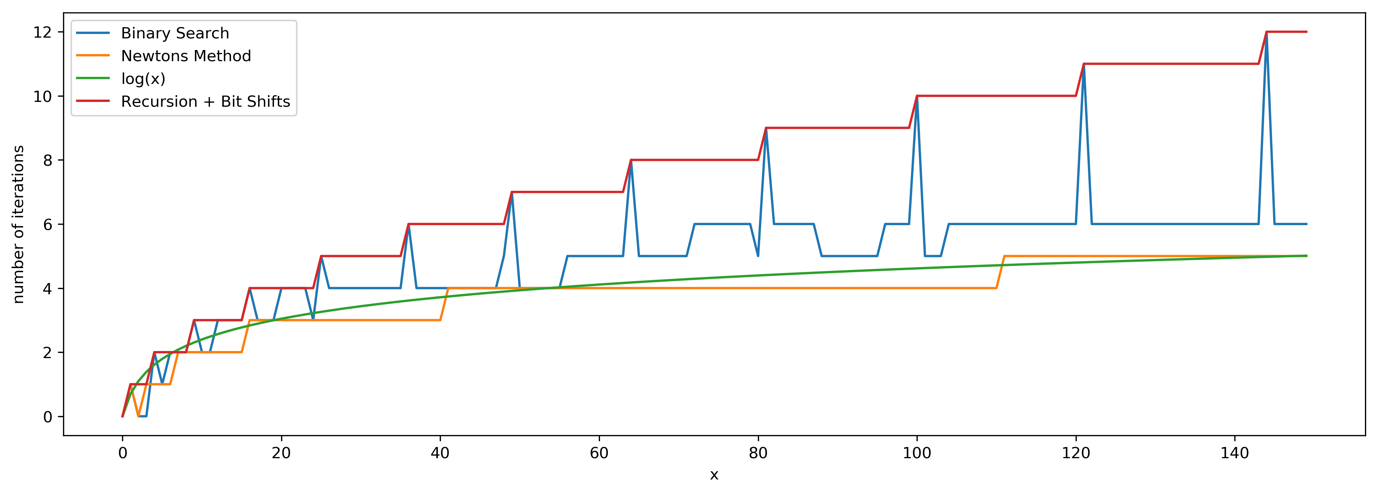 Binary Search
Newtons Method
log(x)
Recursion + Bit Shifts
number of iterations
12
10
8
6
4
2
0
0 20 40 60 80 100 120 140
x